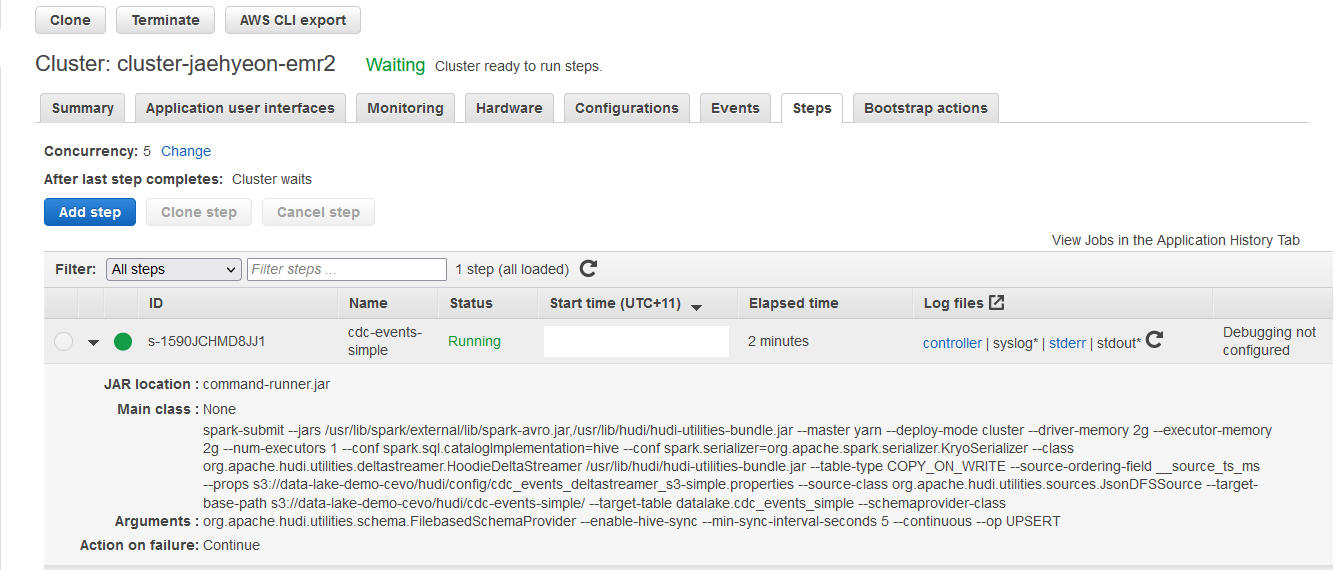 Clone Terminate AWS CLI export
Cluster: cluster-jaehyeon-emr2 Waiting Cluster ready to run steps.
Summary Application user interfaces Monitoring Hardware Configurations Events Steps Bootstrap actions
Concurrency: 5 Change
After last step completes: Cluster waits
Add step Clone step Cancel step
View Jobs in the Application History Tab
Filter: All steps Filter steps ... 1 step (all loaded)
ID Name Status Start time (UTC+11) Elapsed time Log files
s-1590JCHMD8JJ1 cdc-events-simple Running 2 minutes controller | syslog* | stderr | stdout* Debugging not configured
JAR location : command-runner.jar
Main class : None
spark-submit --jars /usr/lib/spark/external/lib/spark-avro.jar,/usr/lib/hudi/hudi-utilities-bundle.jar --master yarn --deploy-mode cluster --driver-memory 2g --executor-memory
2g --num-executors 1 --conf spark.sql.catalogImplementation=hive --conf spark.serializer=org.apache.spark.serializer.KryoSerializer --class
org.apache.hudi.utilities.deltastreamer.HoodieDeltaStreamer /usr/lib/hudi/hudi-utilities-bundle.jar --table-type COPY_ON_WRITE --source-ordering-field __source_ts_ms
--props s3://data-lake-demo-cevo/hudi/config/cdc_events_deltastreamer_s3-simple.properties --source-class org.apache.hudi.utilities.sources.JsonDFSSource --target-
base-path s3://data-lake-demo-cevo/hudi/cdc-events-simple/ --target-table datalake.cdc_events_simple --schemaprovider-class
Arguments : org.apache.hudi.utilities.schema.FilebasedSchemaProvider --enable-hive-sync --min-sync-interval-seconds 5 --continuous --op UPSERT
Action on failure: Continue